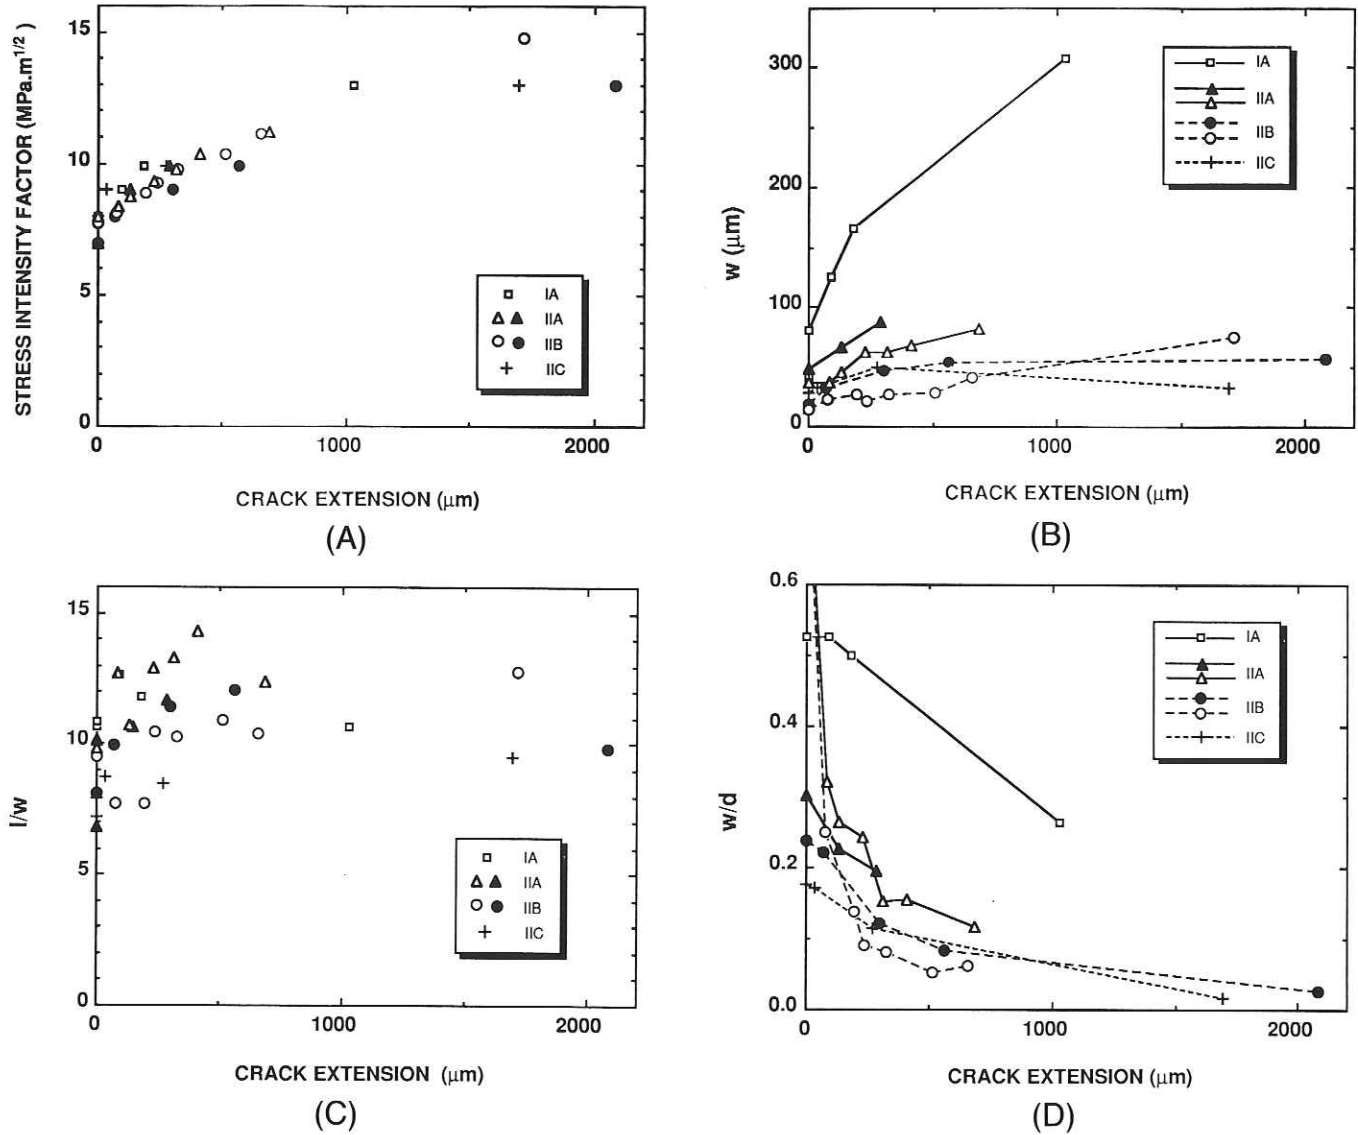 STRESS INTENSITY FACTOR (MPa.m1/2)
15
10
5
0
0 1000 2000
IA
IIA
IIB
IIC
CRACK EXTENSION (μm)
(A)
w (μm)
300
200
100
0
0 1000 2000
IA
IIA
IIB
IIC
CRACK EXTENSION (μm)
(B)
l/w
15
10
5
0
0 1000 2000
IA
IIA
IIB
IIC
CRACK EXTENSION (μm)
(C)
w/d
0.6
0.4
0.2
0.0
0 1000 2000
IA
IIA
IIB
IIC
CRACK EXTENSION (μm)
(D)